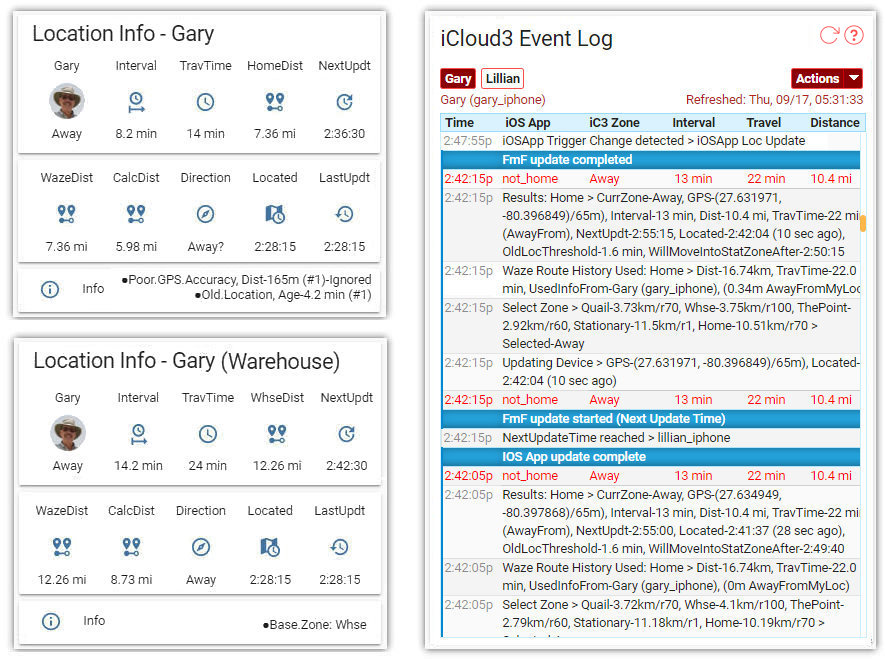 Location Info - Gary
Gary Interval TravTime HomeDist NextUpdt
Away 8.2 min 14 min 7.36 mi 2:36:30
WazeDist CalcDist Direction Located LastUpdt
7.36 mi 5.98 mi Away? 2:28:15 2:28:15
Info
●Poor.GPS.Accuracy, Dist-165m (#1)-Ignored
●Old.Location, Age-4.2 min (#1)
Location Info - Gary (Warehouse)
Gary Interval TravTime WhseDist NextUpdt
Away 14.2 min 24 min 12.26 mi 2:42:30
WazeDist CalcDist Direction Located LastUpdt
12.26 mi 8.73 mi Away 2:28:15 2:28:15
Info ●Base.Zone: Whse
iCloud3 Event Log
Gary Lillian Actions
Gary (gary_iphone) Refreshed: Thu, 09/17, 05:31:33
Time iOS App iC3 Zone Interval Travel Distance
2:47:55p iOSApp Trigger Change detected > iOSApp Loc Update
FmF update completed
2:42:15p not_home Away 13 min 22 min 10.4 mi
2:42:15p Results: Home > CurrZone-Away, GPS-(27.631971,
-80.396849)/65m), Interval-13 min, Dist-10.4 mi, TravTime-22 min
(AwayFrom), NextUpdt-2:55:15, Located-2:42:04 (10 sec ago),
OldLocThreshold-1.6 min, WillMoveIntoStatZoneAfter-2:50:15
2:42:15p Waze Route History Used: Home > Dist-16.74km, TravTime-22.0
min, UsedInfoFrom-Gary (gary_iphone), (0.34m AwayFromMyLoc
2:42:15p Select Zone > Quail-3.73km/r70, Whse-3.75km/r100, ThePoint-
2.92km/r60, Stationary-11.5km/r1, Home-10.51km/r70 >
Selected-Away
2:42:15p Updating Device > GPS-(27.631971, -80.396849)/65m), Located-
2:42:04 (10 sec ago)
2:42:15p not_home Away 13 min 22 min 10.4 mi
FmF update started (Next Update Time)
2:42:15p NextUpdateTime reached > lillian_iphone
IOS App update complete
2:42:05p not_home Away 13 min 22 min 10.4 mi
2:42:05p Results: Home > CurrZone-Away, GPS-(27.634949,
-80.397868)/65m), Interval-13 min, Dist-10.4 mi, TravTime-22 min
(AwayFrom), NextUpdt-2:55:00, Located-2:41:37 (28 sec ago),
OldLocThreshold-1.6 min, WillMoveIntoStatZoneAfter-2:49:40
2:42:05p Waze Route History Used: Home > Dist-16.74km, TravTime-22.0
min, UsedInfoFrom-Gary (gary_iphone), (0m AwayFromMyLoc)
2:42:05p Select Zone > Quail-3.72km/r70, Whse-4.1km/r100, ThePoint-
2.79km/r60, Stationary-11.18km/r1, Home-10.19km/r70 >